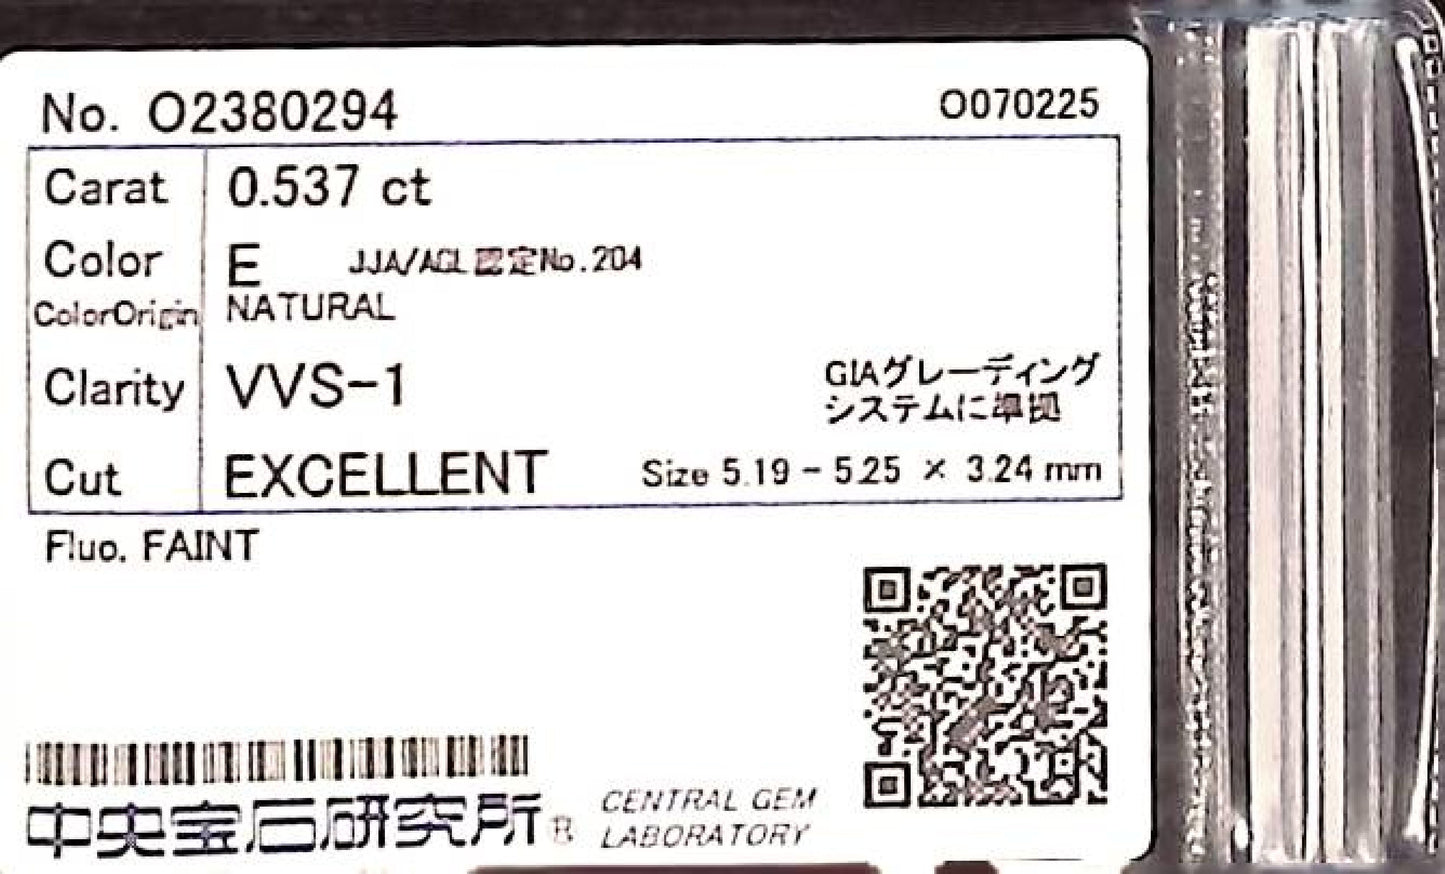 No. O2380294
O070225
Carat 0.537 ct
Color E JJA/AGL認定No.204
ColorOrigin NATURAL
Clarity VVS-1
GIAグレーディング
システムに準拠
Cut EXCELLENT Size 5.19 - 5.25 × 3.24 mm
Fluo. FAINT
中央宝石研究所®
CENTRAL GEM
LABORATORY